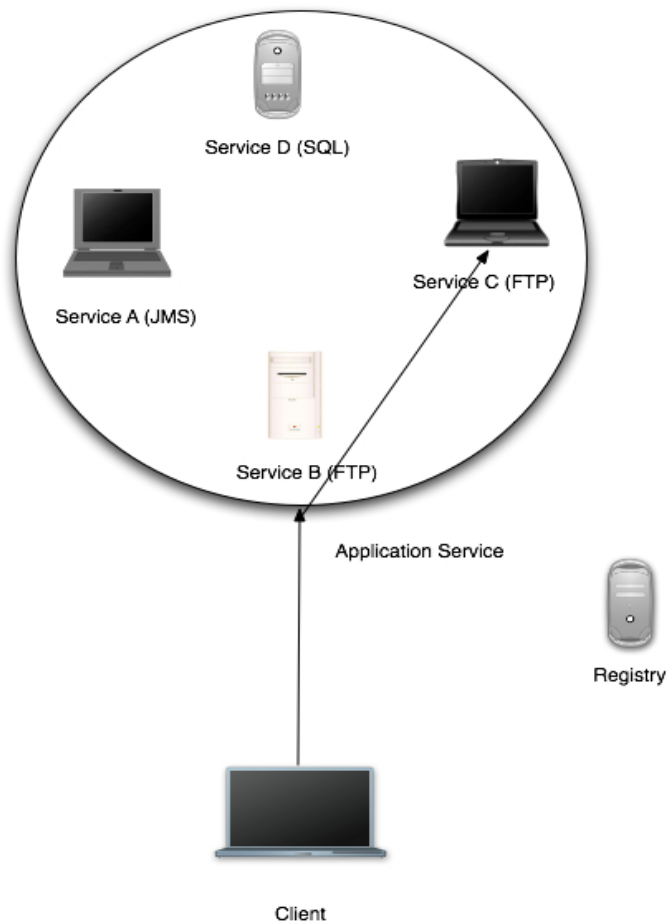 Service D (SQL)
Service C (FTP)
Service A (JMS)
Service B (FTP)
Application Service
Registry
Client